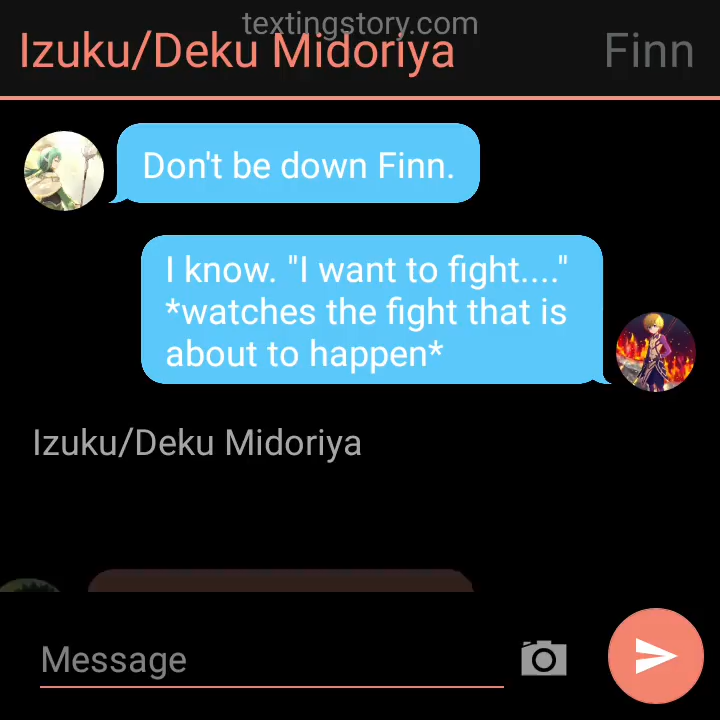 textingstory.com
Izuku/Deku Midoriya
Finn
Don't be down Finn.
I know. "I want to fight...."
*watches the fight that is
about to happen*
Izuku/Deku Midoriya
Message